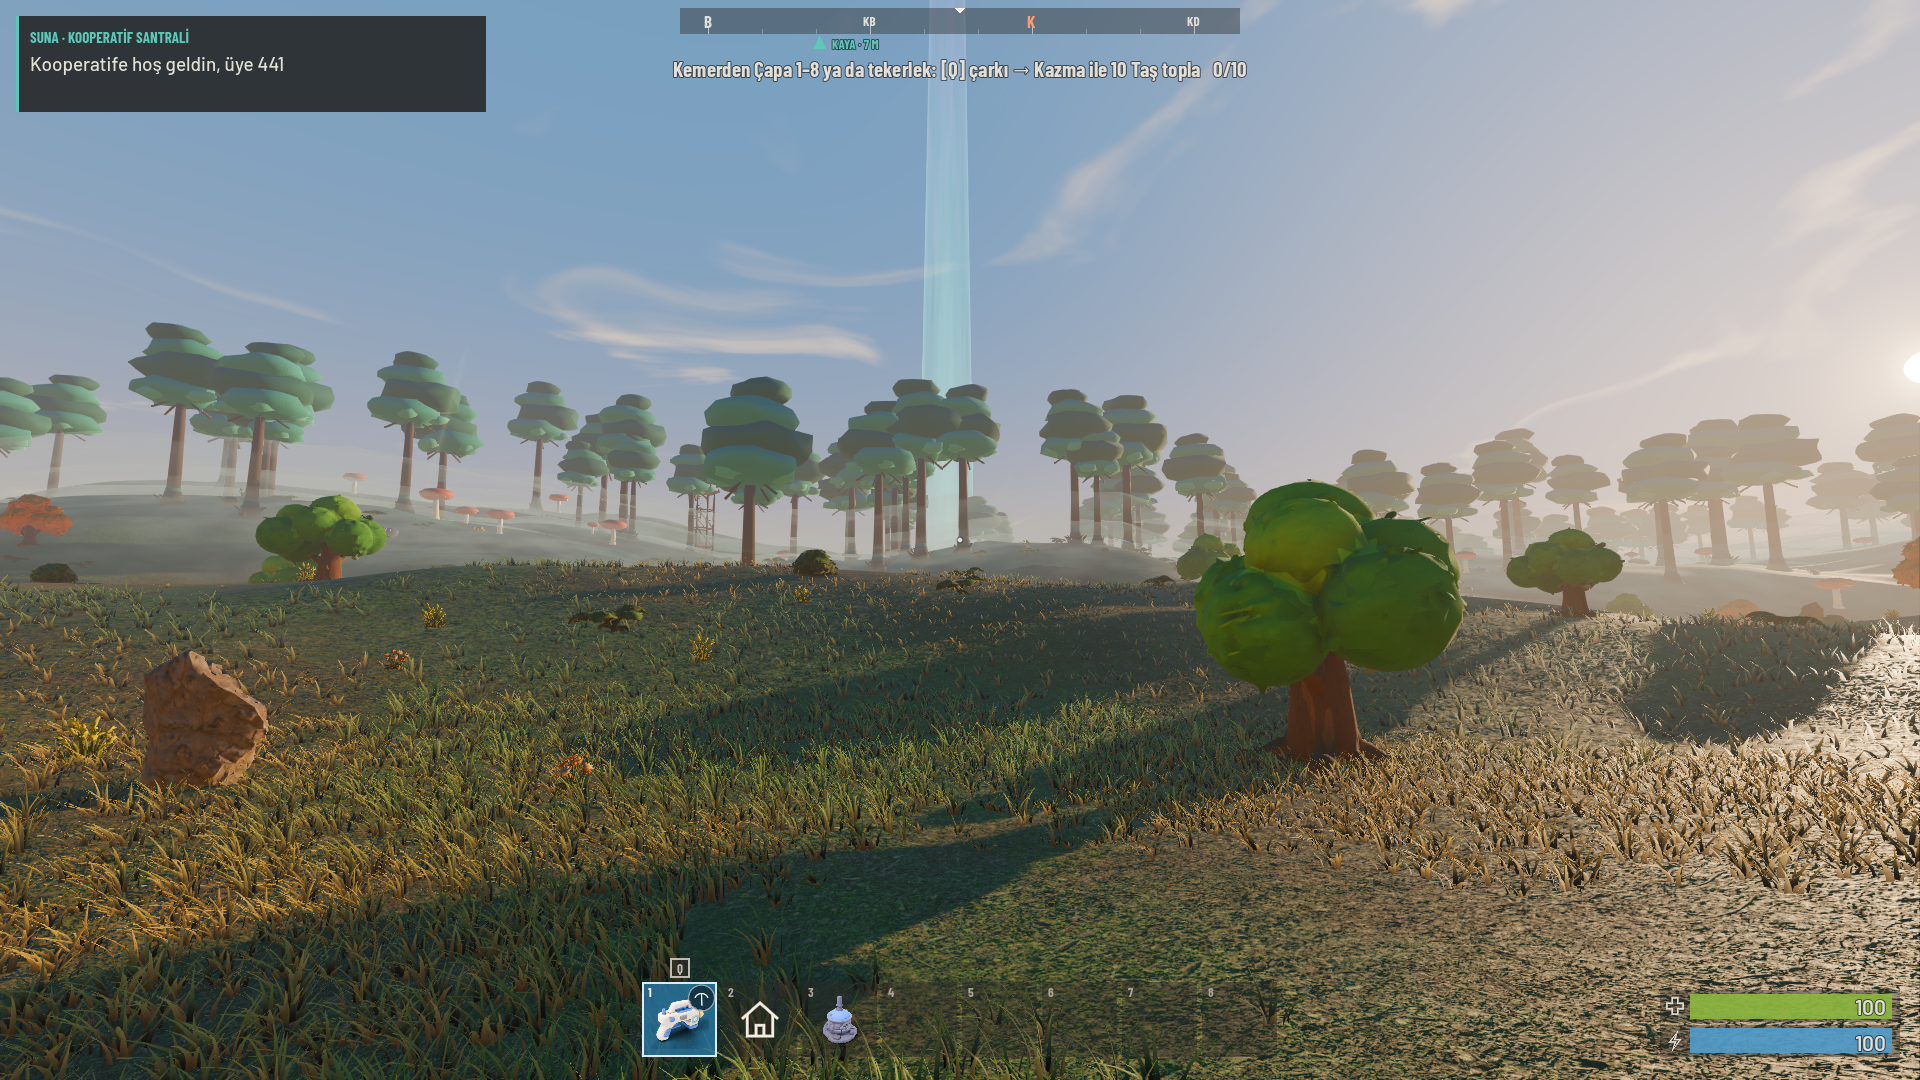 SUNA · KOOPERATİF SANTRALİ
Kooperatife hoş geldin, üye 441
B KB K KD
KAYA · 7 M
Kemerden Çapa 1-8 ya da tekerlek: [Q] çarkı → Kazma ile 10 Taş topla 0/10
Q
1 2 3 4 5 6 7 8
100
100